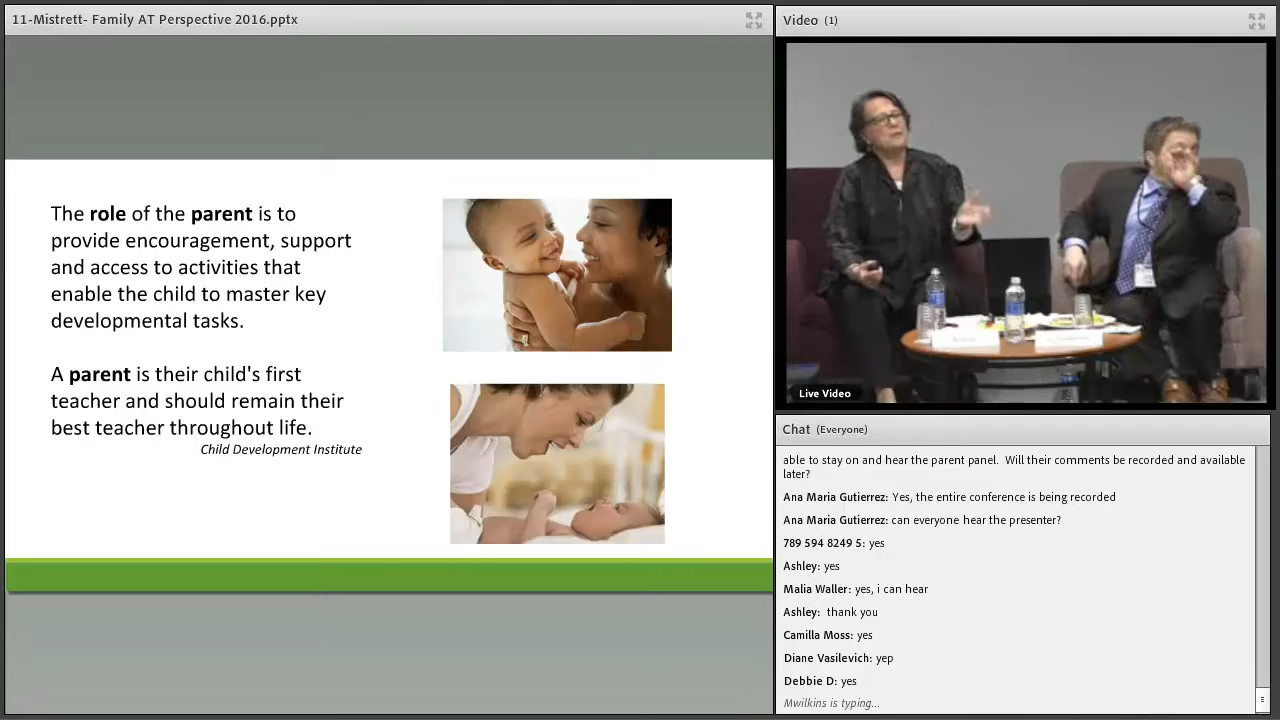 11-Mistrett- Family AT Perspective 2016.pptx
The role of the parent is to
provide encouragement, support
and access to activities that
enable the child to master key
developmental tasks.
A parent is their child's first
teacher and should remain their
best teacher throughout life.
Child Development Institute
Video (1)
Live Video
Chat (Everyone)
able to stay on and hear the parent panel.  Will their comments be recorded and available
later?
Ana Maria Gutierrez: Yes, the entire conference is being recorded
Ana Maria Gutierrez: can everyone hear the presenter?
789 594 8249 5: yes
Ashley: yes
Malia Waller: yes, i can hear
Ashley:  thank you
Camilla Moss: yes
Diane Vasilevich: yep
Debbie D: yes
Mwilkins is typing...